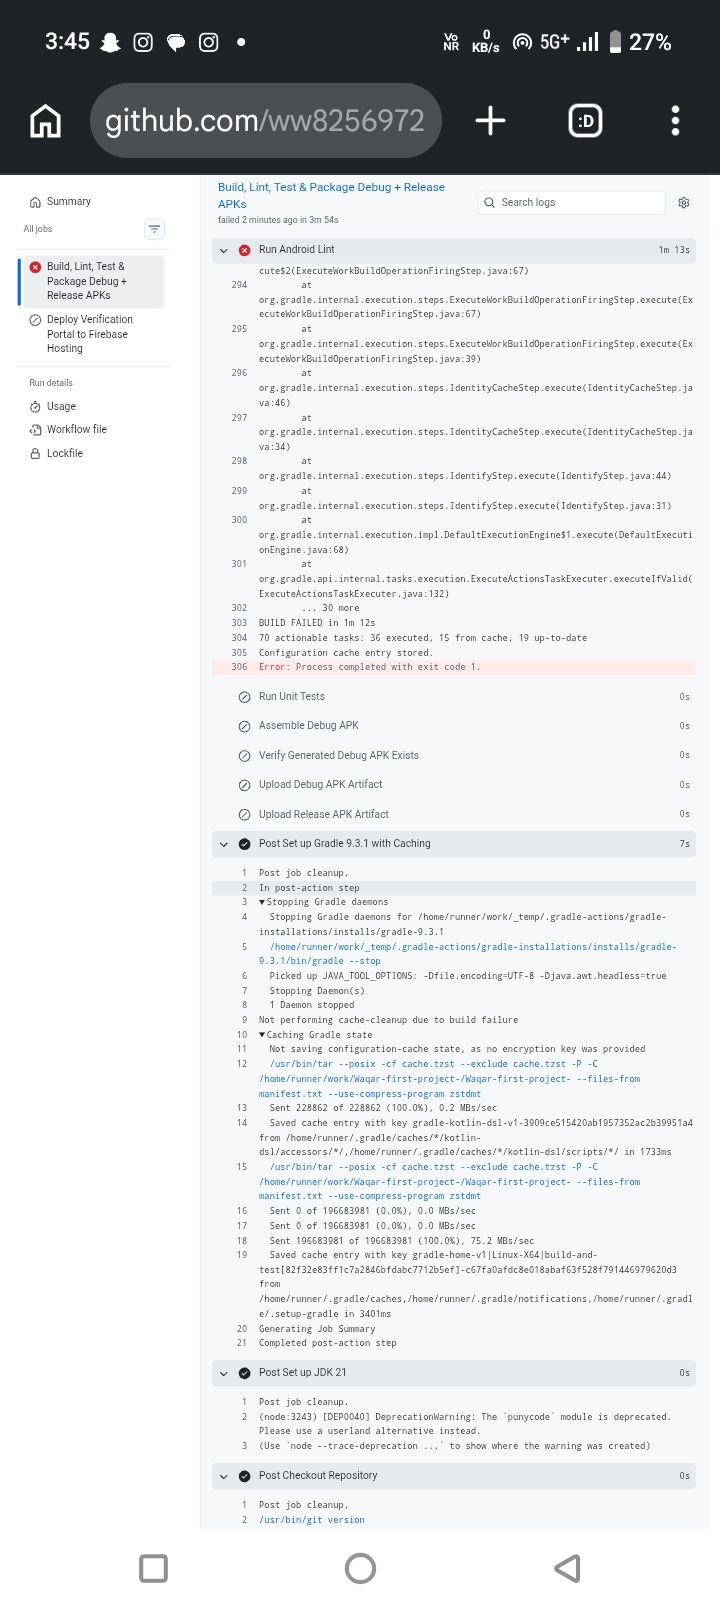 3:45
Vo NR
0 KB/s
5G+
27%
github.com/ww8256972
:D
Summary
All jobs
Build, Lint, Test &
Package Debug +
Release APKs
Deploy Verification
Portal to Firebase
Hosting
Run details
Usage
Workflow file
Lockfile
Build, Lint, Test & Package Debug + Release
APKs
failed 2 minutes ago in 3m 54s
Search logs
Run Android Lint 1m 13s
cute$2(ExecuteWorkBuildOperationFiringStep.java:67)
294 at
org.gradle.internal.execution.steps.ExecuteWorkBuildOperationFiringStep.execute(Ex
ecuteWorkBuildOperationFiringStep.java:67)
295 at
org.gradle.internal.execution.steps.ExecuteWorkBuildOperationFiringStep.execute(Ex
ecuteWorkBuildOperationFiringStep.java:39)
296 at
org.gradle.internal.execution.steps.IdentityCacheStep.execute(IdentityCacheStep.ja
va:46)
297 at
org.gradle.internal.execution.steps.IdentityCacheStep.execute(IdentityCacheStep.ja
va:34)
298 at
org.gradle.internal.execution.steps.IdentifyStep.execute(IdentifyStep.java:44)
299 at
org.gradle.internal.execution.steps.IdentifyStep.execute(IdentifyStep.java:31)
300 at
org.gradle.internal.execution.impl.DefaultExecutionEngine$1.execute(DefaultExecuti
onEngine.java:68)
301 at
org.gradle.api.internal.tasks.execution.ExecuteActionsTaskExecuter.executeIfValid(
ExecuteActionsTaskExecuter.java:132)
302 ... 30 more
303 BUILD FAILED in 1m 12s
304 70 actionable tasks: 36 executed, 15 from cache, 19 up-to-date
305 Configuration cache entry stored.
306 Error: Process completed with exit code 1.
Run Unit Tests 0s
Assemble Debug APK 0s
Verify Generated Debug APK Exists 0s
Upload Debug APK Artifact 0s
Upload Release APK Artifact 0s
Post Set up Gradle 9.3.1 with Caching 7s
1 Post job cleanup.
2 In post-action step
3 ▼Stopping Gradle daemons
4 Stopping Gradle daemons for /home/runner/work/_temp/.gradle-actions/gradle-
installations/installs/gradle-9.3.1
5 /home/runner/work/_temp/.gradle-actions/gradle-installations/installs/gradle-
9.3.1/bin/gradle --stop
6 Picked up JAVA_TOOL_OPTIONS: -Dfile.encoding=UTF-8 -Djava.awt.headless=true
7 Stopping Daemon(s)
8 1 Daemon stopped
9 Not performing cache-cleanup due to build failure
10 ▼Caching Gradle state
11 Not saving configuration-cache state, as no encryption key was provided
12 /usr/bin/tar --posix -cf cache.tzst --exclude cache.tzst -P -C
/home/runner/work/Waqar-first-project-/Waqar-first-project- --files-from
manifest.txt --use-compress-program zstdmt
13 Sent 228862 of 228862 (100.0%), 0.2 MBs/sec
14 Saved cache entry with key gradle-kotlin-dsl-v1-3909ce515420ab1957352ac2b39951a4
from /home/runner/.gradle/caches/*/kotlin-
dsl/accessors/*/,/home/runner/.gradle/caches/*/kotlin-dsl/scripts/*/ in 1733ms
15 /usr/bin/tar --posix -cf cache.tzst --exclude cache.tzst -P -C
/home/runner/work/Waqar-first-project-/Waqar-first-project- --files-from
manifest.txt --use-compress-program zstdmt
16 Sent 0 of 196683981 (0.0%), 0.0 MBs/sec
17 Sent 0 of 196683981 (0.0%), 0.0 MBs/sec
18 Sent 196683981 of 196683981 (100.0%), 75.2 MBs/sec
19 Saved cache entry with key gradle-home-v1|Linux-X64|build-and-
test[82f32e83ff1c7a2846bfdabc7712b5ef]-c67fa0afdc8e018abaf63f528f791446979620d3
from
/home/runner/.gradle/caches,/home/runner/.gradle/notifications,/home/runner/.gradl
e/.setup-gradle in 3401ms
20 Generating Job Summary
21 Completed post-action step
Post Set up JDK 21 0s
1 Post job cleanup.
2 (node:3243) [DEP0040] DeprecationWarning: The `punycode` module is deprecated.
Please use a userland alternative instead.
3 (Use `node --trace-deprecation ...` to show where the warning was created)
Post Checkout Repository 0s
1 Post job cleanup.
2 /usr/bin/git version